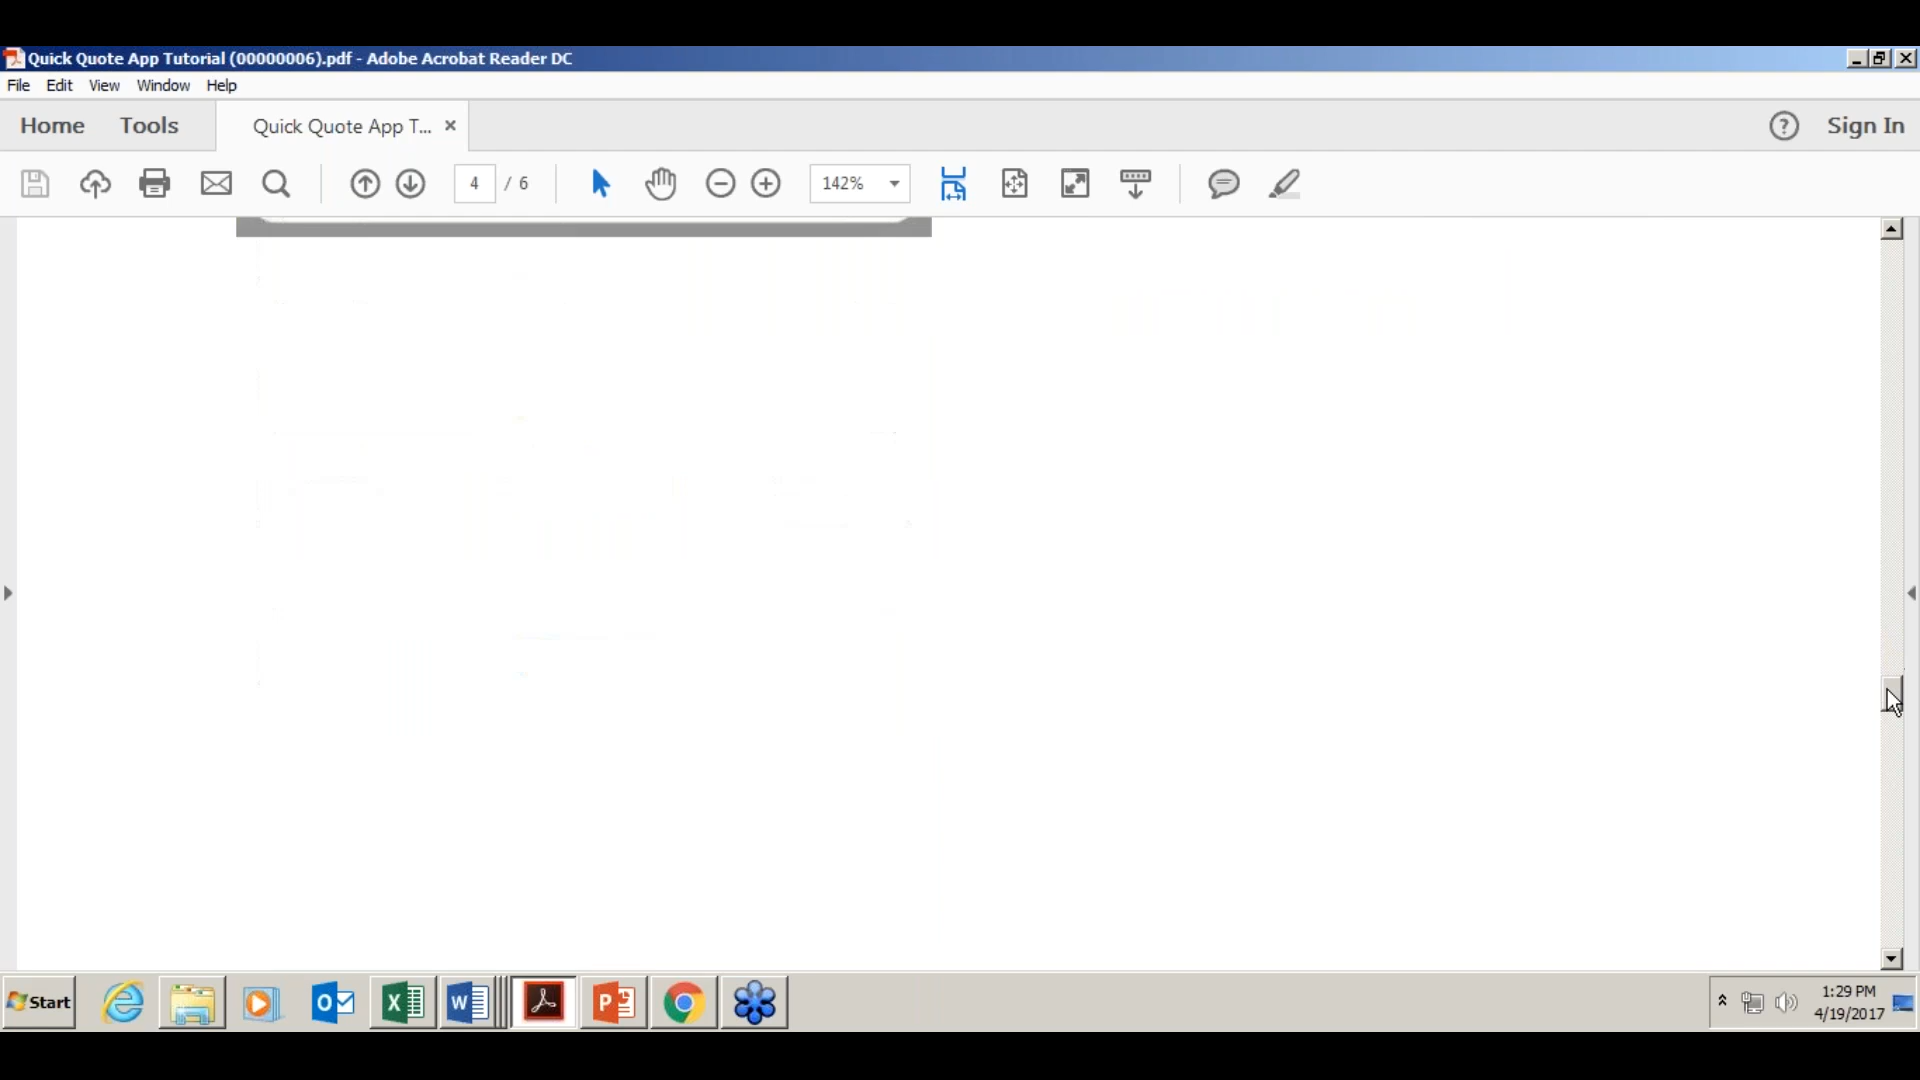 Quick Quote App Tutorial (00000006).pdf - Adobe Acrobat Reader DC
File Edit View Window Help
Home Tools Quick Quote App T... × ? Sign In
4 / 6 142%
Start 1:29 PM
4/19/2017